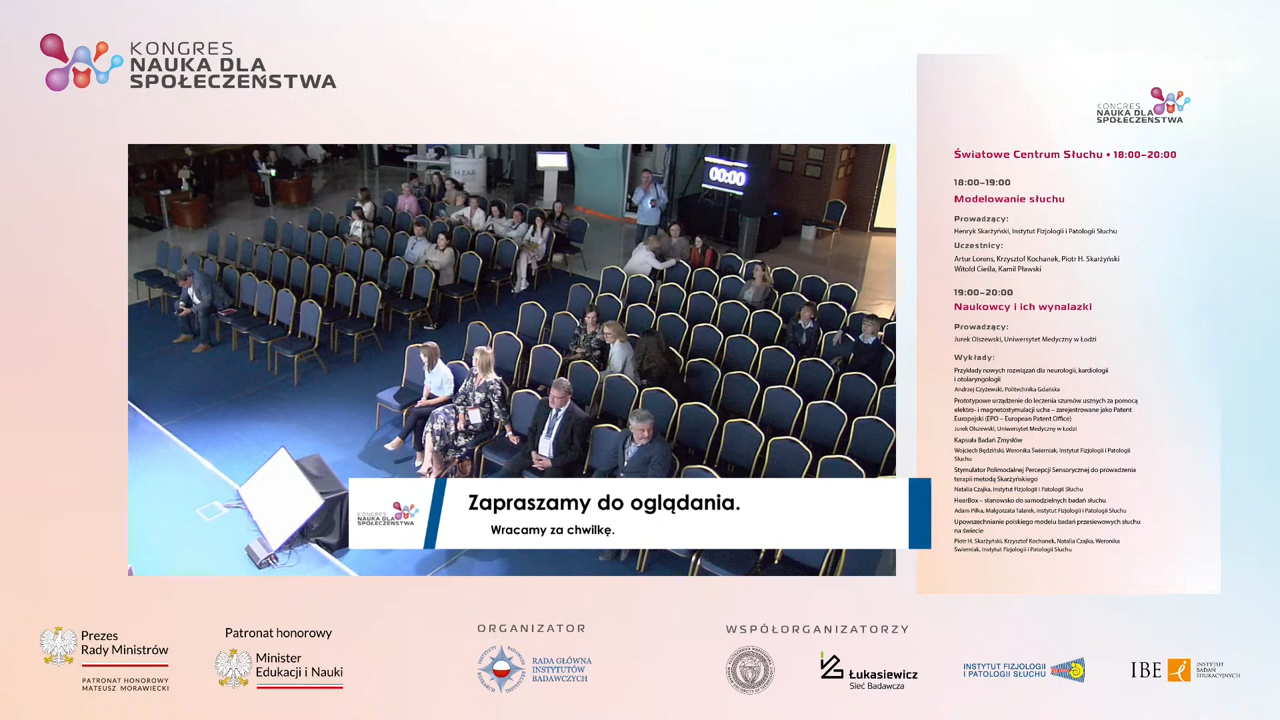 KONGRES
NAUKA DLA
SPOŁECZEŃSTWA
KONGRES
NAUKA DLA
SPOŁECZEŃSTWA
Światowe Centrum Słuchu • 18:00–20:00
18:00–19:00
Modelowanie słuchu
Prowadzący:
Henryk Skarżyński, Instytut Fizjologii i Patologii Słuchu
Uczestnicy:
Artur Lorens, Krzysztof Kochanek, Piotr H. Skarżyński
Witold Cieśla, Kamil Pławski
19:00–20:00
Naukowcy i ich wynalazki
Prowadzący:
Jurek Olszewski, Uniwersytet Medyczny w Łodzi
Wykłady:
Przykłady nowych rozwiązań dla neurologii, kardiologii
i otolaryngologii
Andrzej Czyżewski, Politechnika Gdańska
Prototypowe urządzenie do leczenia szumów usznych za pomocą
elektro- i magnetostymulacji ucha – zarejestrowane jako Patent
Europejski (EPO – European Patent Office)
Jurek Olszewski, Uniwersytet Medyczny w Łodzi
Kapsuła Badań Zmysłów
Wojciech Będziński, Weronika Świerniak, Instytut Fizjologii i Patologii
Słuchu
Stymulator Polimodalnej Percepcji Sensorycznej do prowadzenia
terapii metodą Skarżyńskiego
Natalia Czajka, Instytut Fizjologii i Patologii Słuchu
HearBox – stanowisko do samodzielnych badań słuchu
Adam Piłka, Małgorzata Talarek, Instytut Fizjologii i Patologii Słuchu
Upowszechnianie polskiego modelu badań przesiewowych słuchu
na świecie
Piotr H. Skarżyński, Krzysztof Kochanek, Natalia Czajka, Weronika
Świerniak, Instytut Fizjologii i Patologii Słuchu
00:00
KONGRES
NAUKA DLA
SPOŁECZEŃSTWA
Zapraszamy do oglądania.
Wracamy za chwilkę.
Prezes
Rady Ministrów
PATRONAT HONOROWY
MATEUSZ MORAWIECKI
Patronat honorowy
Minister
Edukacji i Nauki
ORGANIZATOR
RADA GŁÓWNA
INSTYTUTÓW
BADAWCZYCH
WSPÓŁORGANIZATORZY
Łukasiewicz
Sieć Badawcza
INSTYTUT FIZJOLOGII
I PATOLOGII SŁUCHU
IBE
INSTYTUT
BADAŃ
EDUKACYJNYCH